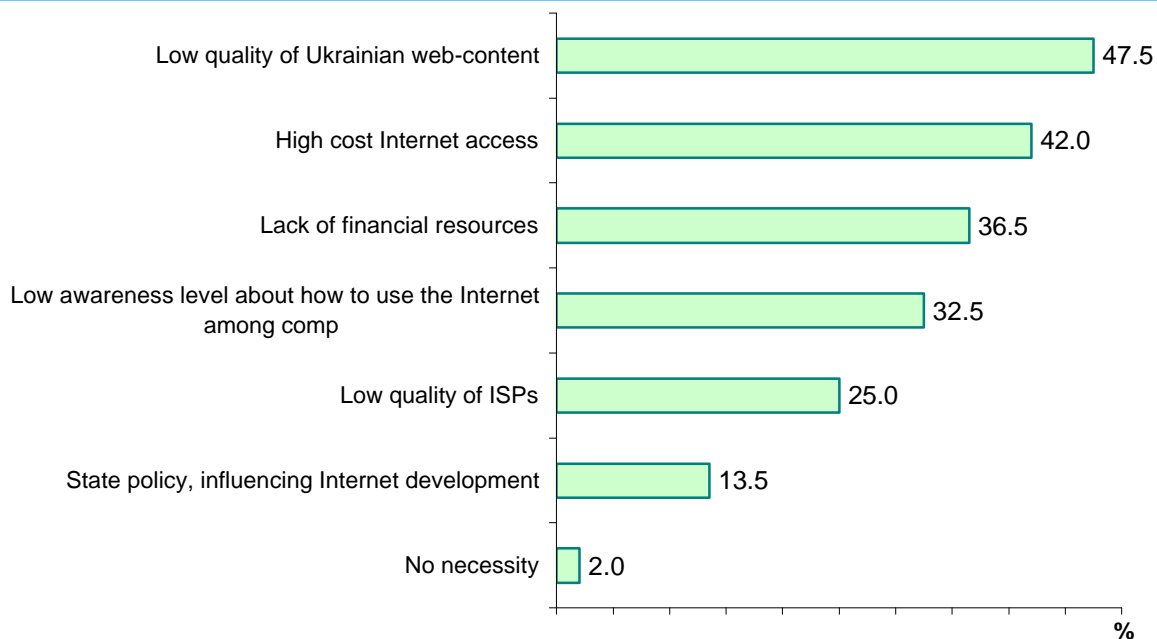 Low quality of Ukrainian web-content 47.5
High cost Internet access 42.0
Lack of financial resources 36.5
Low awareness level about how to use the Internet
among comp 32.5
Low quality of ISPs 25.0
State policy, influencing Internet development 13.5
No necessity 2.0
%